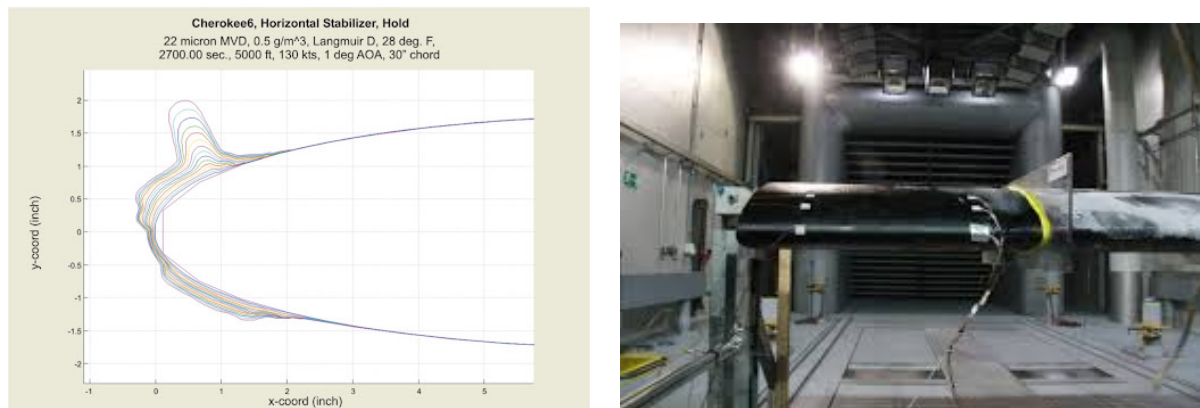 Cherokee6, Horizontal Stabilizer, Hold
22 micron MVD, 0.5 g/m^3, Langmuir D, 28 deg. F,
2700.00 sec., 5000 ft, 130 kts, 1 deg AOA, 30" chord
2
1.5
1
0.5
0
-0.5
-1
-1.5
-2
y-coord (inch)
-1 0 1 2 3 4 5
x-coord (inch)